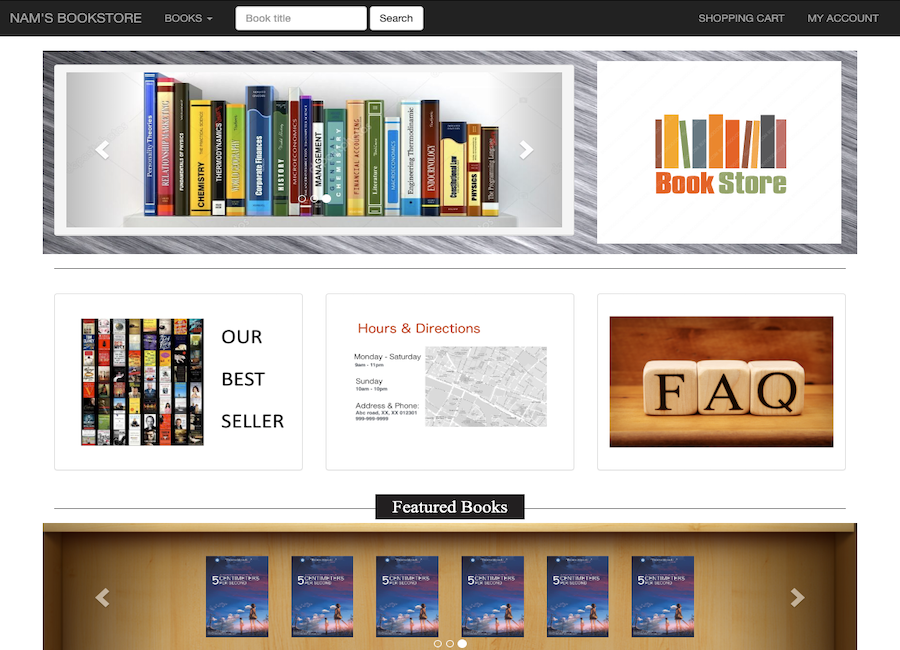 NAM'S BOOKSTORE
BOOKS
Book title
Search
SHOPPING CART
MY ACCOUNT
Personality Theories
RELATIONSHIP MARKETING
FUNDAMENTALS OF PHYSICS
CHEMISTRY
THERMODYNAMICS
Corporate Finances
HISTORY
MICROECONOMICS
MANAGEMENT
GENERAL CHEMISTRY
FINANCIAL ACCOUNTING
Literature
MACROECONOMICS
Engineering Thermodinamic
ENDOCRINOLOGY
Constitutional Law
PHYSICS
The Programming Language
Book Store
OUR
BEST
SELLER
Hours & Directions
Monday - Saturday
9am - 11pm
Sunday
10am - 10pm
Address & Phone:
Abc road, XX, XX 012301
999-999-9999
FAQ
Featured Books
5 CENTIMETERS
PER SECOND
5 CENTIMETERS
PER SECOND
5 CENTIMETERS
PER SECOND
5 CENTIMETERS
PER SECOND
5 CENTIMETERS
PER SECOND
5 CENTIMETERS
PER SECOND